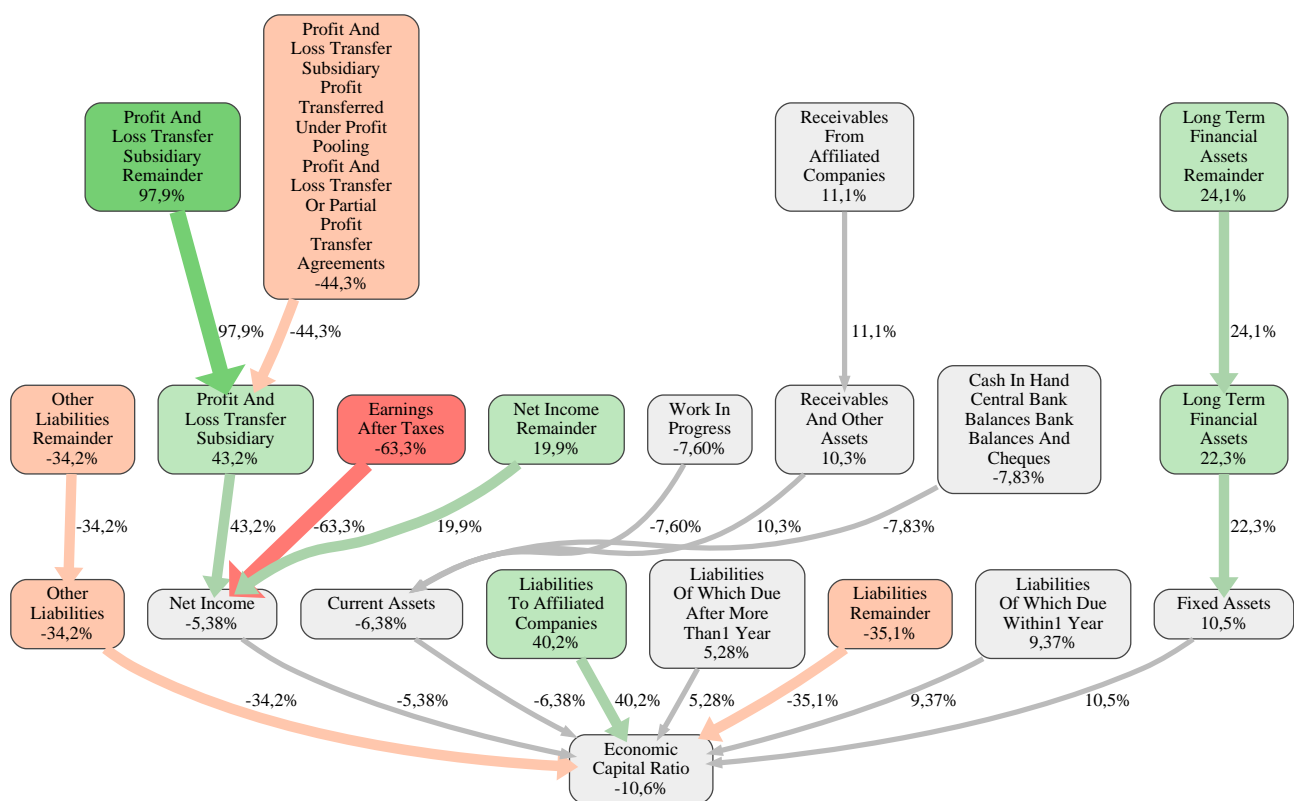 Profit And
Loss Transfer
Subsidiary
Profit
Transferred
Under Profit
Pooling
Profit And
Loss Transfer
Or Partial
Profit
Transfer
Agreements
-44,3%
Profit And
Loss Transfer
Subsidiary
Remainder
97,9%
Receivables
From
Affiliated
Companies
11,1%
Long Term
Financial
Assets
Remainder
24,1%
97,9%
-44,3%
11,1%
24,1%
Other
Liabilities
Remainder
-34,2%
Profit And
Loss Transfer
Subsidiary
43,2%
Earnings
After Taxes
-63,3%
Net Income
Remainder
19,9%
Work In
Progress
-7,60%
Receivables
And Other
Assets
10,3%
Cash In Hand
Central Bank
Balances Bank
Balances And
Cheques
-7,83%
Long Term
Financial
Assets
22,3%
-34,2%
43,2%
-63,3%
19,9%
-7,60%
10,3%
-7,83%
22,3%
Other
Liabilities
-34,2%
Net Income
-5,38%
Current Assets
-6,38%
Liabilities
To Affiliated
Companies
40,2%
Liabilities
Of Which Due
After More
Than1 Year
5,28%
Liabilities
Remainder
-35,1%
Liabilities
Of Which Due
Within1 Year
9,37%
Fixed Assets
10,5%
-34,2%
-5,38%
-6,38%
40,2%
5,28%
-35,1%
9,37%
10,5%
Economic
Capital Ratio
-10,6%